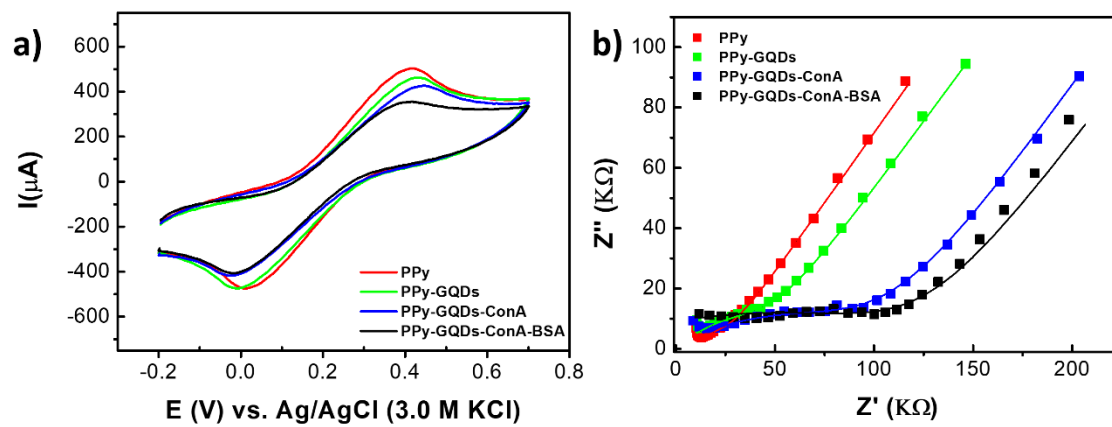 a)
I(μA)
600
400
200
0
-200
-400
-600
PPy
PPy-GQDs
PPy-GQDs-ConA
PPy-GQDs-ConA-BSA
-0.2 0.0 0.2 0.4 0.6 0.8
E (V) vs. Ag/AgCl (3.0 M KCl)
b)
Z'' (KΩ)
100
80
60
40
20
0
PPy
PPy-GQDs
PPy-GQDs-ConA
PPy-GQDs-ConA-BSA
50 100 150 200
Z' (KΩ)